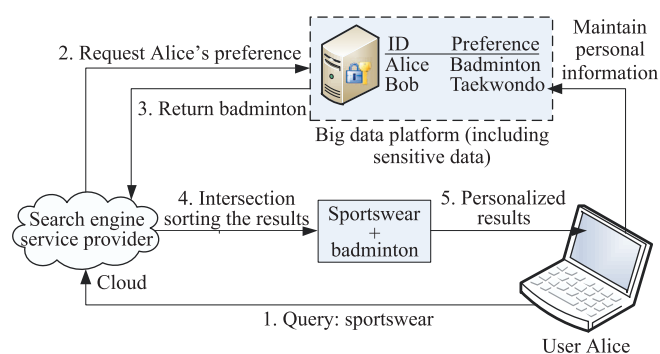 2. Request Alice's preference
ID Preference
Alice Badminton
Bob Taekwondo
Maintain
personal
information
3. Return badminton
Big data platform (including
sensitive data)
Search engine
service provider
Cloud
4. Intersection
sorting the results
Sportswear
+
badminton
5. Personalized
results
1. Query: sportswear
User Alice